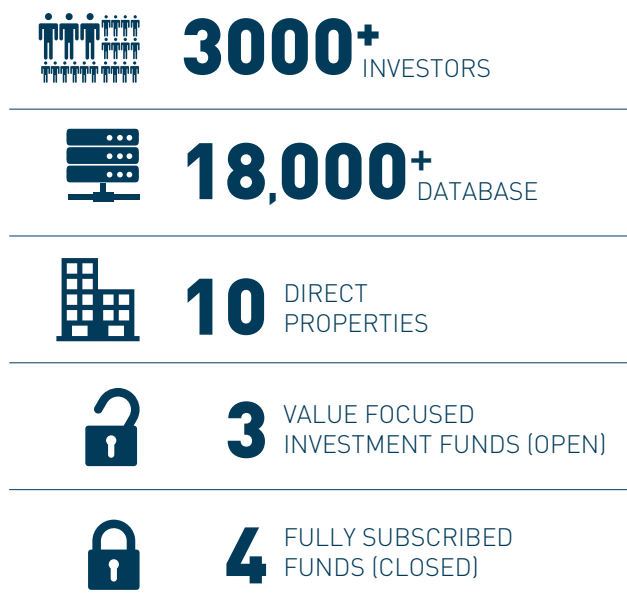 3000+ INVESTORS
18,000+ DATABASE
10 DIRECT
PROPERTIES
3 VALUE FOCUSED
INVESTMENT FUNDS (OPEN)
4 FULLY SUBSCRIBED
FUNDS (CLOSED)